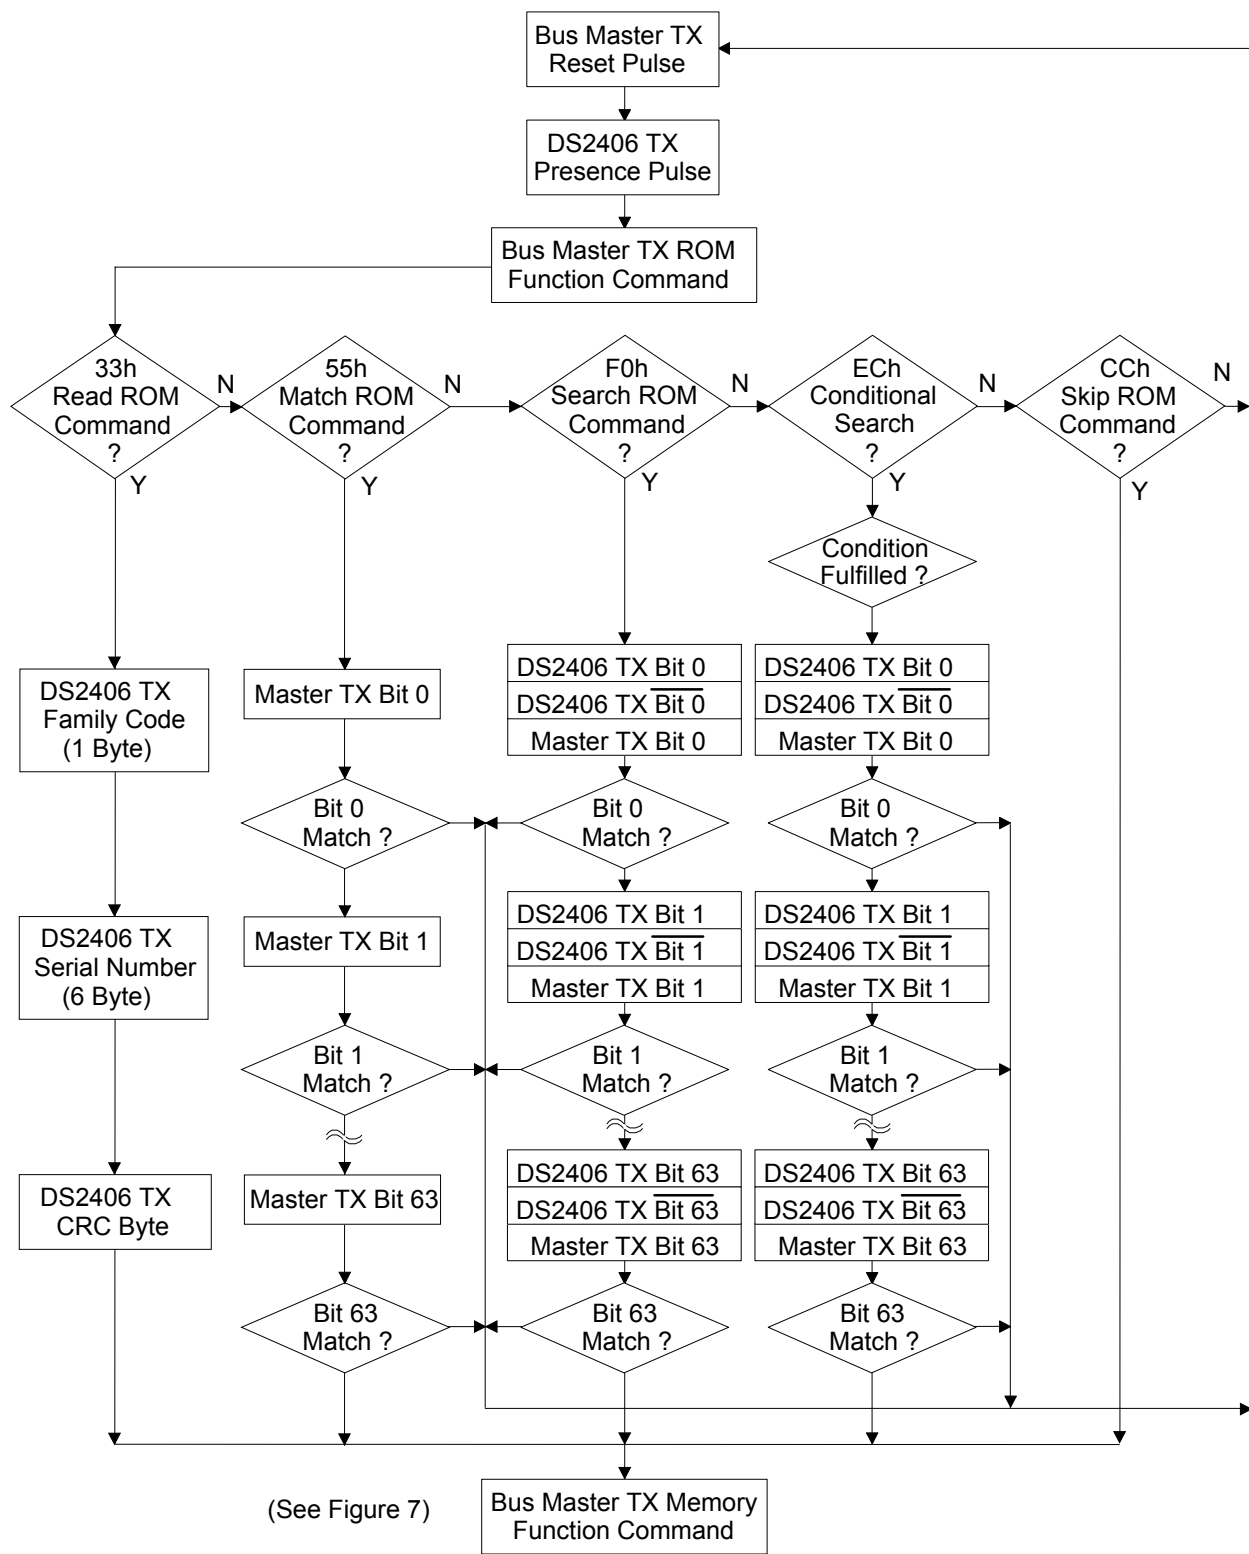 Bus Master TX
Reset Pulse
DS2406 TX
Presence Pulse
Bus Master TX ROM
Function Command
33h
Read ROM
Command
?
N
Y
55h
Match ROM
Command
?
N
Y
F0h
Search ROM
Command
?
N
Y
ECh
Conditional
Search
?
N
Y
CCh
Skip ROM
Command
?
N
Y
Condition
Fulfilled ?
DS2406 TX
Family Code
(1 Byte)
DS2406 TX
Serial Number
(6 Byte)
DS2406 TX
CRC Byte
Master TX Bit 0
Bit 0
Match ?
Master TX Bit 1
Bit 1
Match ?
Master TX Bit 63
Bit 63
Match ?
DS2406 TX Bit 0
DS2406 TX B̅i̅t̅ ̅0̅
Master TX Bit 0
Bit 0
Match ?
DS2406 TX Bit 1
DS2406 TX B̅i̅t̅ ̅1̅
Master TX Bit 1
Bit 1
Match ?
DS2406 TX Bit 63
DS2406 TX B̅i̅t̅ ̅6̅3̅
Master TX Bit 63
Bit 63
Match ?
DS2406 TX Bit 0
DS2406 TX B̅i̅t̅ ̅0̅
Master TX Bit 0
Bit 0
Match ?
DS2406 TX Bit 1
DS2406 TX B̅i̅t̅ ̅1̅
Master TX Bit 1
Bit 1
Match ?
DS2406 TX Bit 63
DS2406 TX B̅i̅t̅ ̅6̅3̅
Master TX Bit 63
Bit 63
Match ?
(See Figure 7)
Bus Master TX Memory
Function Command